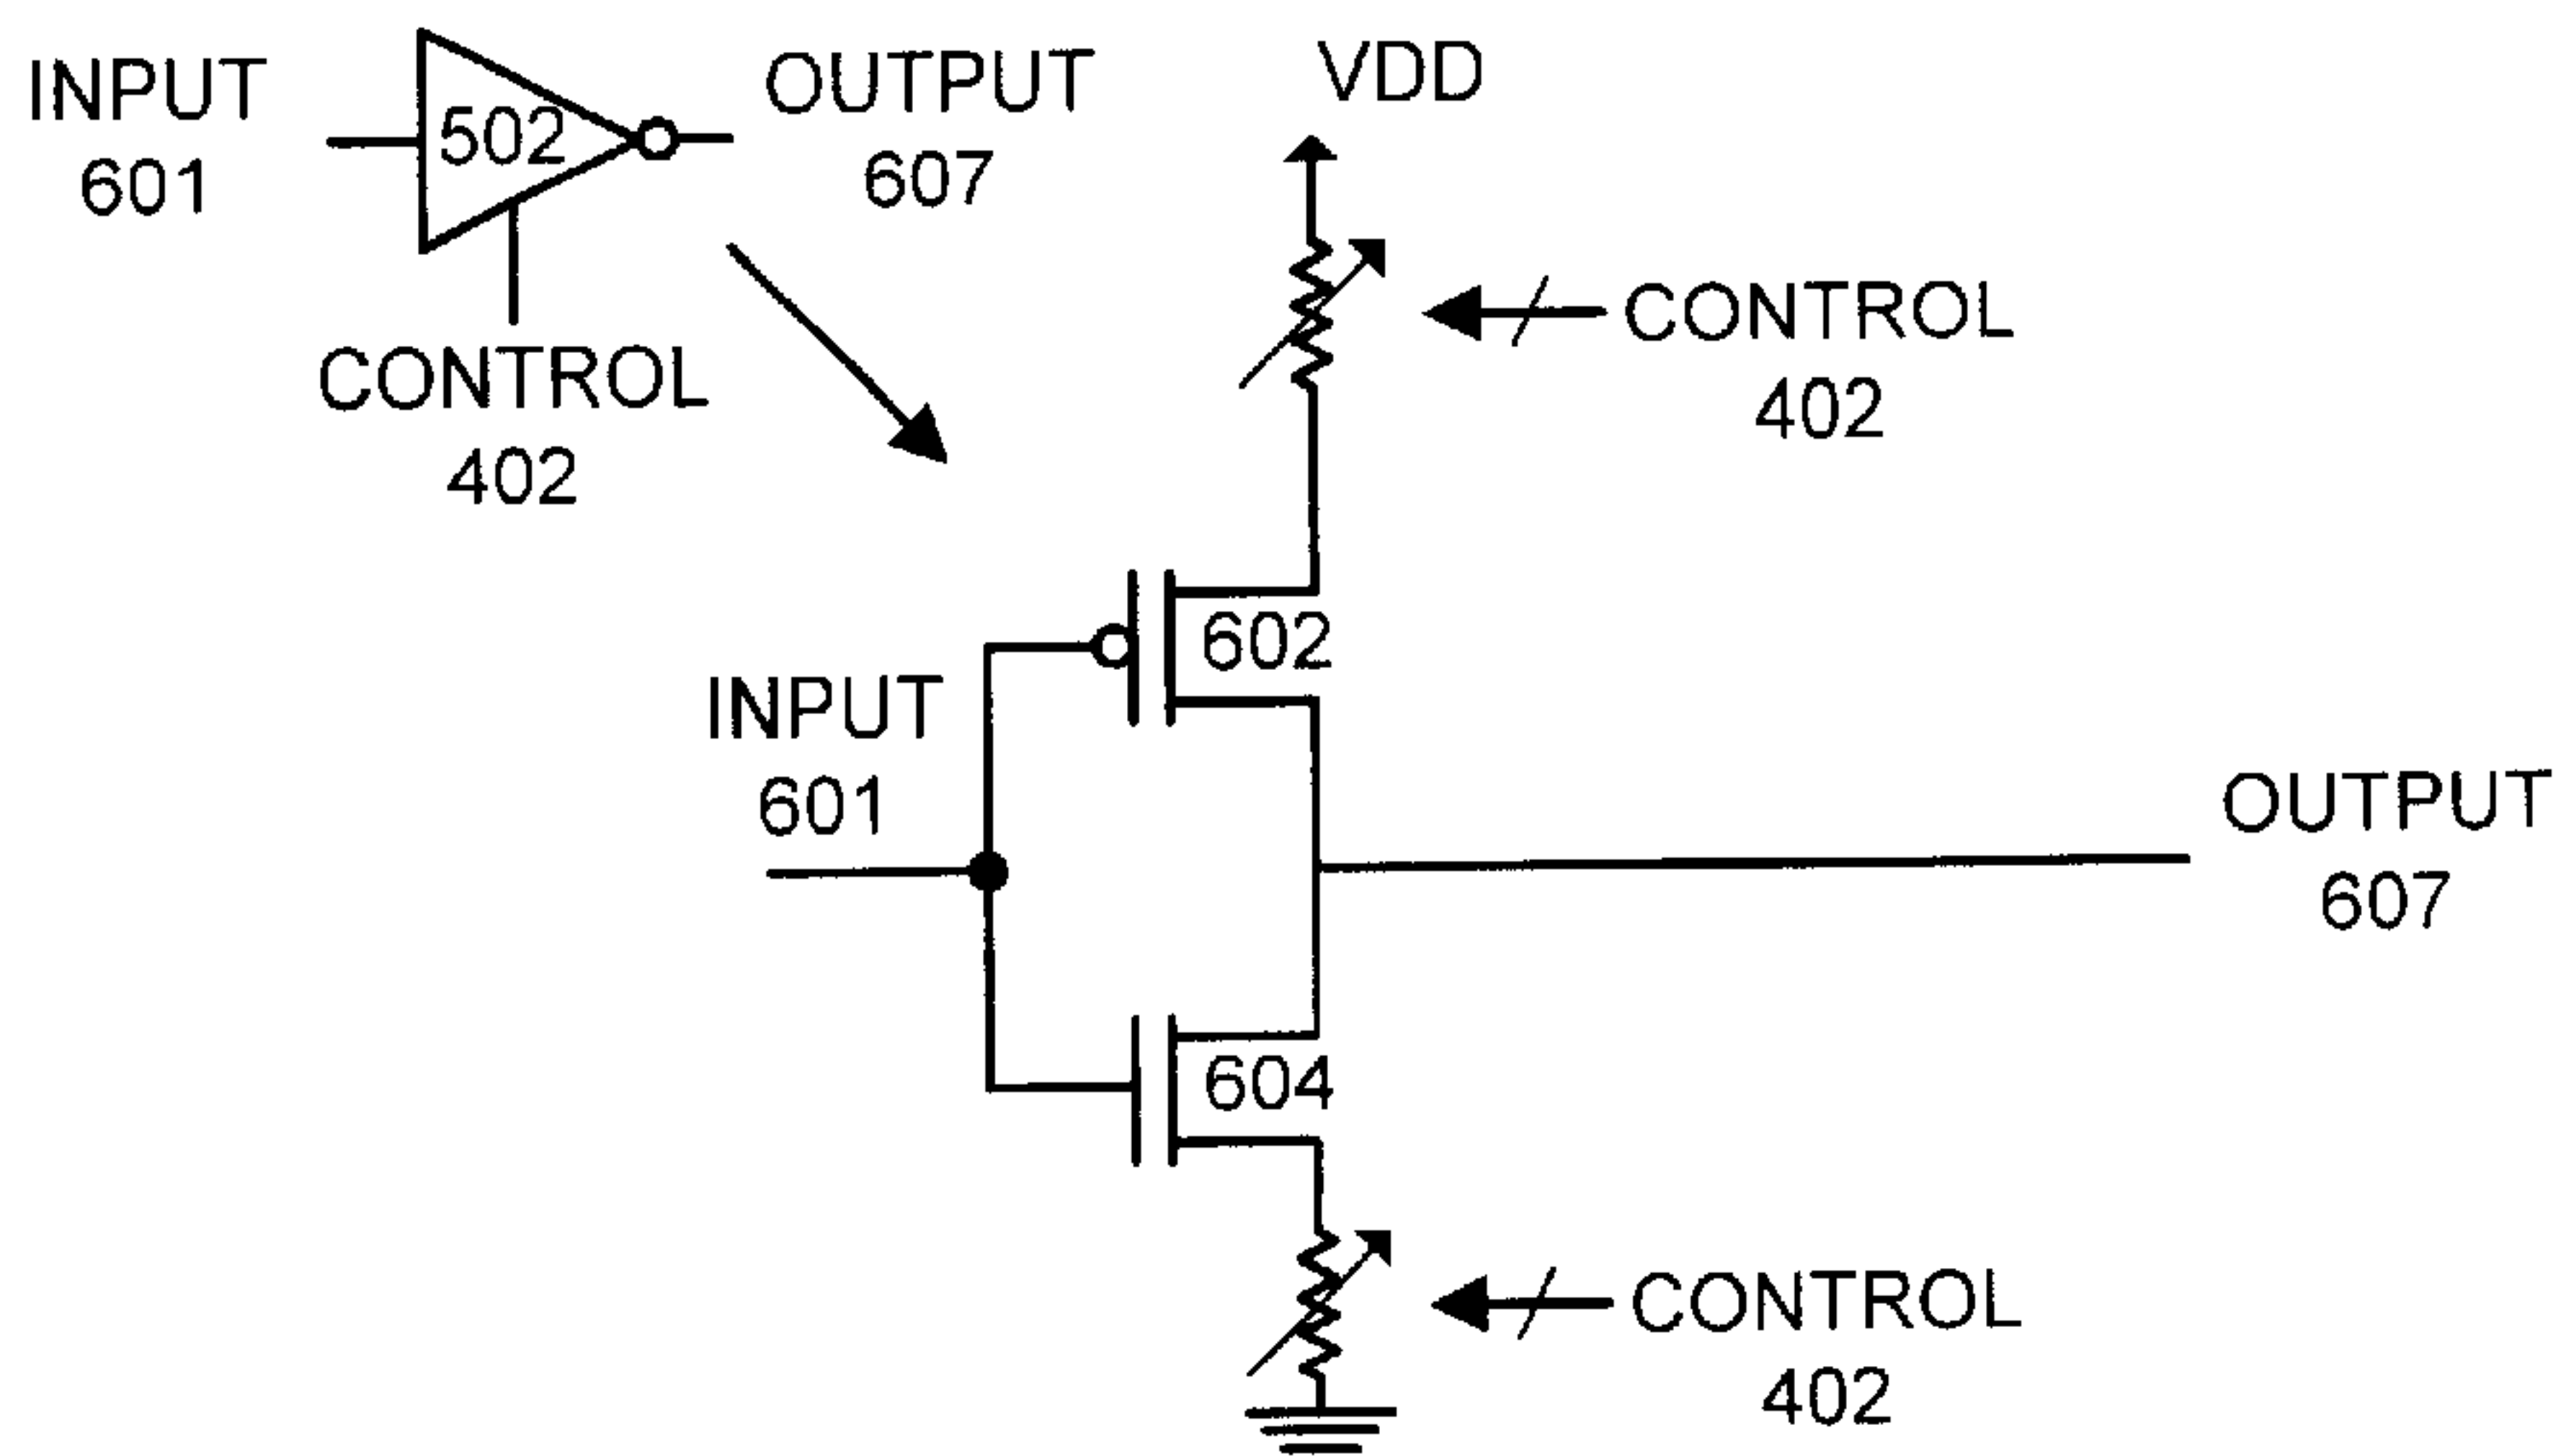 INPUT
601
502
OUTPUT
607
CONTROL
402
VDD
CONTROL
402
602
INPUT
601
OUTPUT
607
604
CONTROL
402